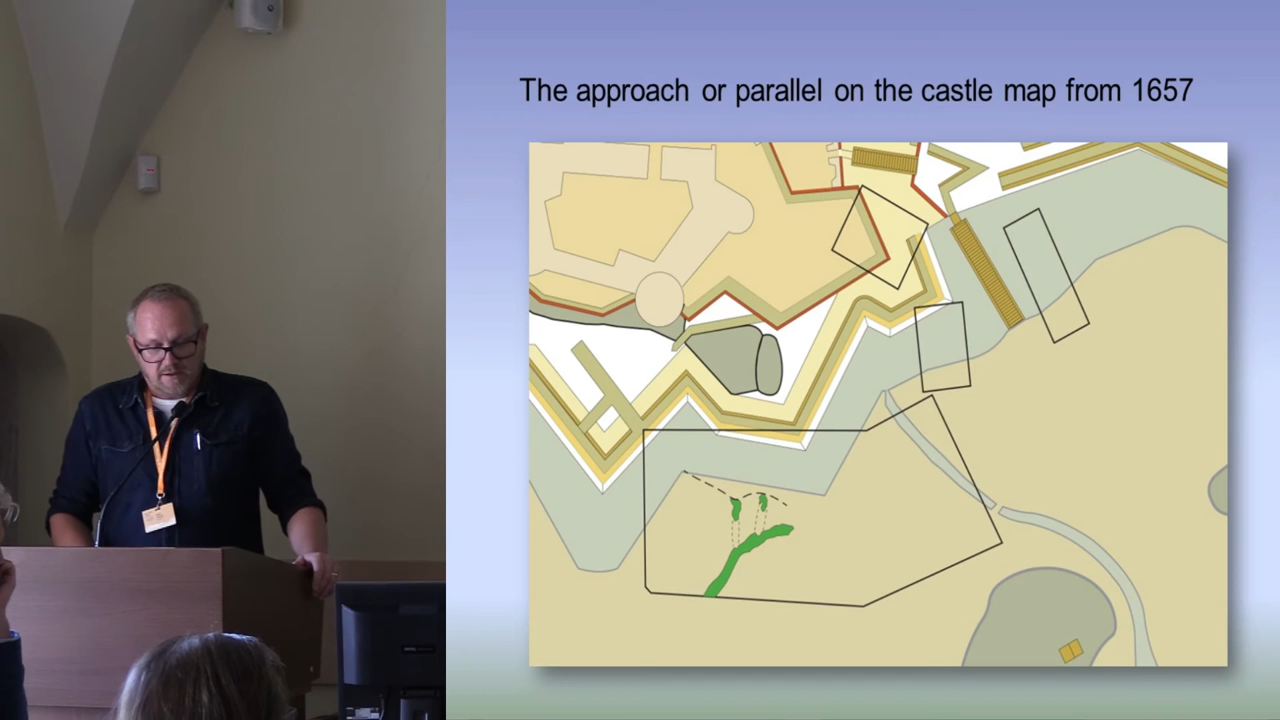 The approach or parallel on the castle map from 1657